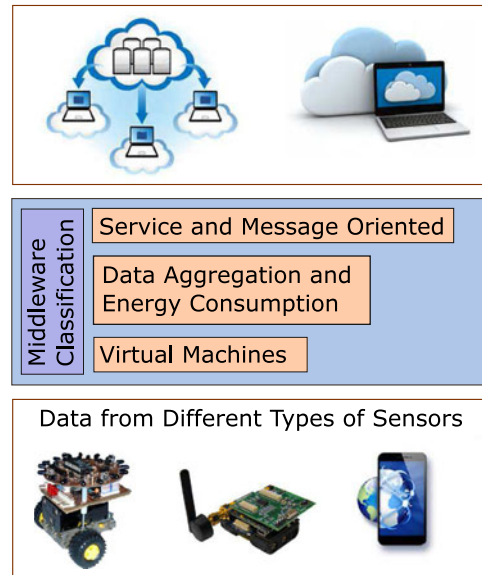 Middleware
Classification
Service and Message Oriented
Data Aggregation and
Energy Consumption
Virtual Machines
Data from Different Types of Sensors